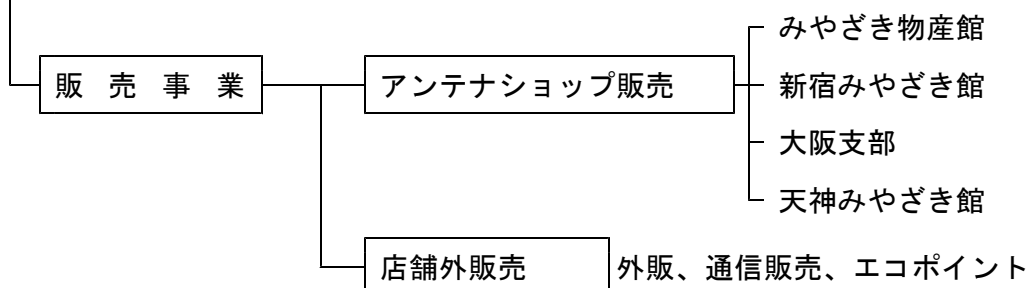 みやざき物産館
販売事業 アンテナショップ販売 新宿みやざき館
大阪支部
天神みやざき館
店舗外販売 外販、通信販売、エコポイント